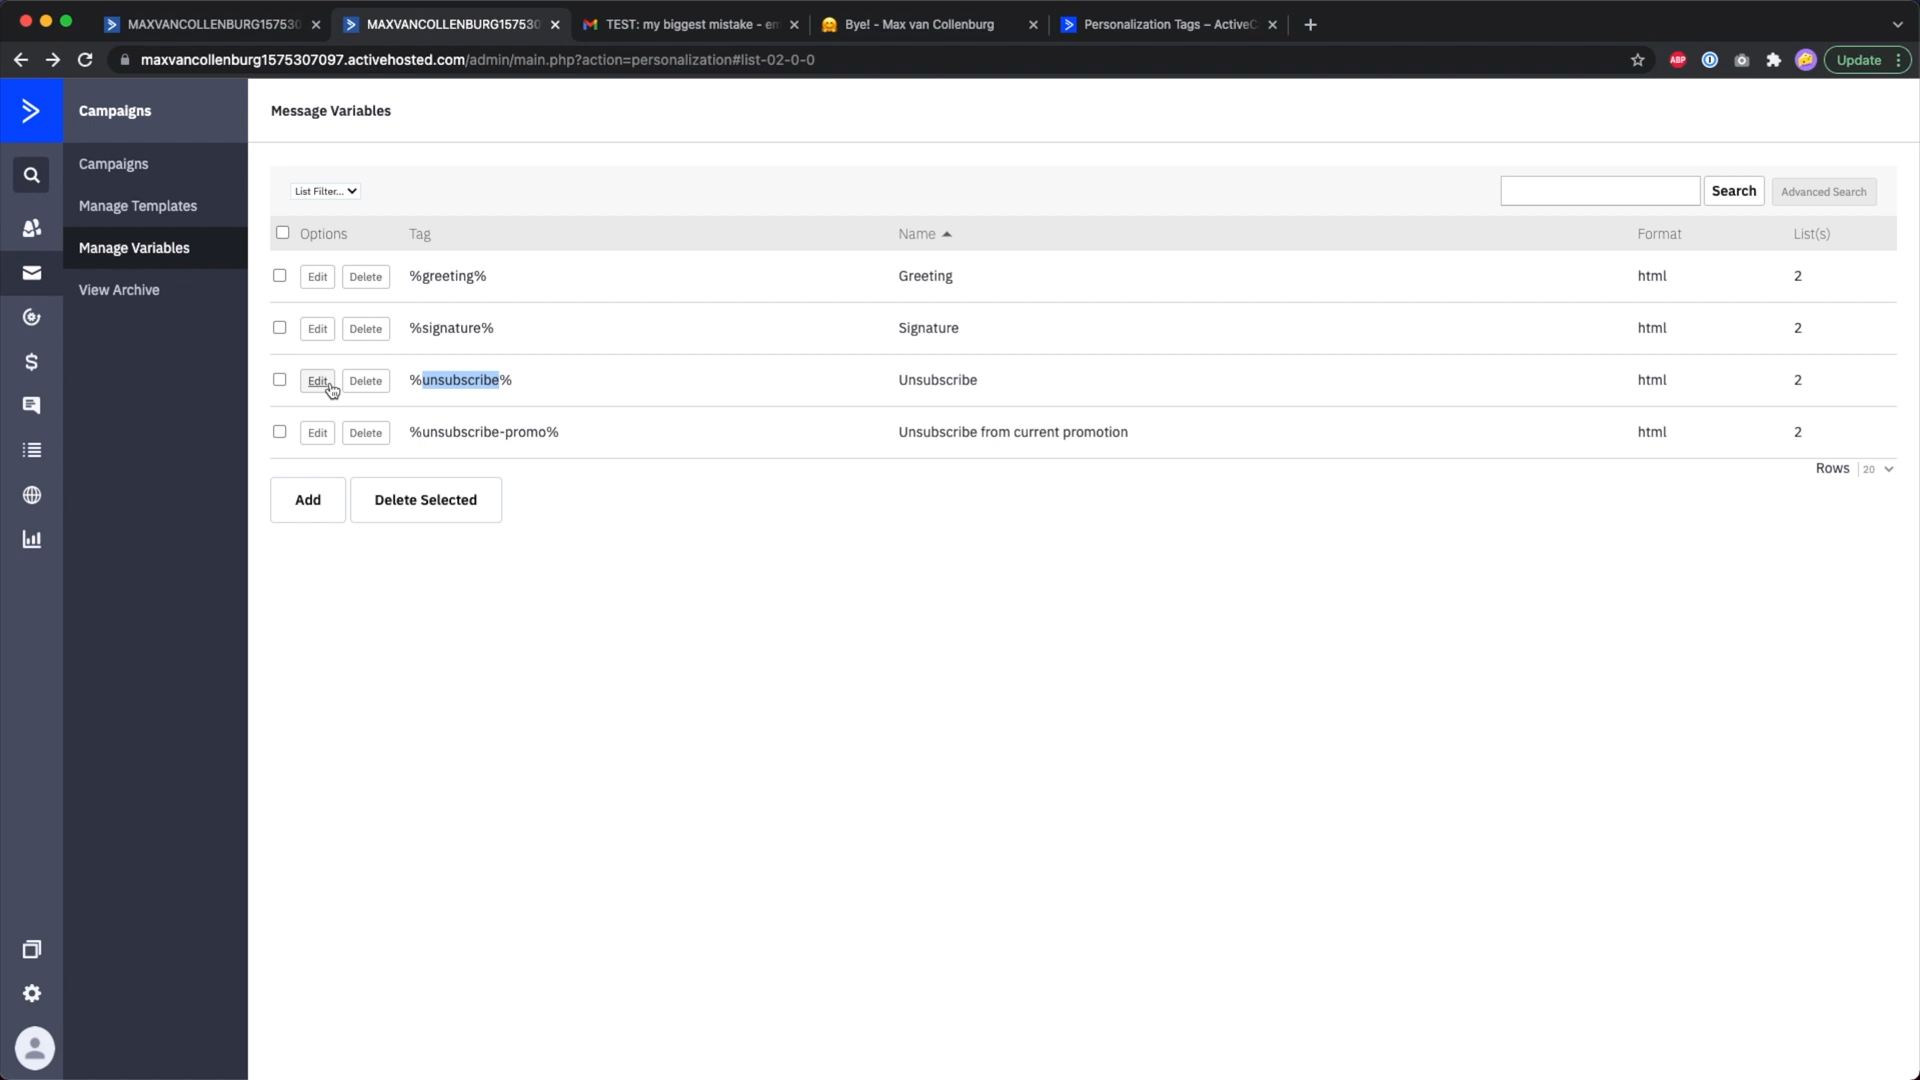 MAXVANCOLLENBURG157530
MAXVANCOLLENBURG157530
TEST: my biggest mistake - em
Bye! - Max van Collenburg
Personalization Tags – ActiveC
maxvancollenburg1575307097.activehosted.com/admin/main.php?action=personalization#list-02-0-0
ABP
Update
Campaigns
Campaigns
Manage Templates
Manage Variables
View Archive
Message Variables
List Filter...
Search
Advanced Search
Options Tag Name Format List(s)
Edit Delete %greeting% Greeting html 2
Edit Delete %signature% Signature html 2
Edit Delete %unsubscribe% Unsubscribe html 2
Edit Delete %unsubscribe-promo% Unsubscribe from current promotion html 2
Rows 20
Add
Delete Selected